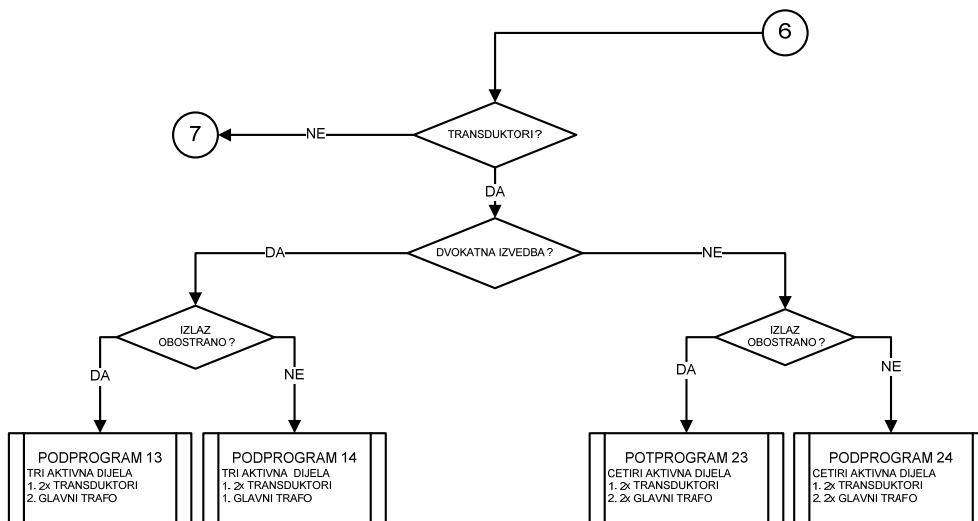 6
7
NE
TRANSDUKTORI ?
DA
DA
DVOKATNA IZVEDBA ?
NE
IZLAZ
OBOSTRANO ?
IZLAZ
OBOSTRANO ?
DA
NE
DA
NE
PODPROGRAM 13
TRI AKTIVNA DIJELA
1. 2x TRANSDUKTORI
2. GLAVNI TRAFO
PODPROGRAM 14
TRI AKTIVNA DIJELA
1. 2x TRANSDUKTORI
1. GLAVNI TRAFO
POTPROGRAM 23
CETIRI AKTIVNA DIJELA
1. 2x TRANSDUKTORI
2. 2x GLAVNI TRAFO
PODPROGRAM 24
CETIRI AKTIVNA DIJELA
1. 2x TRANSDUKTORI
2. 2x GLAVNI TRAFO